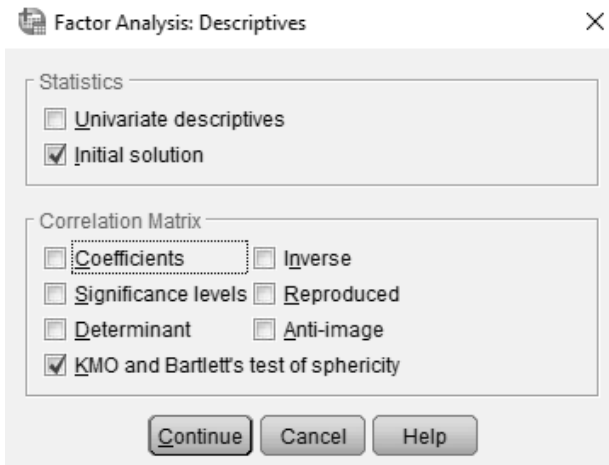 Factor Analysis: Descriptives
Statistics
Univariate descriptives
Initial solution
Correlation Matrix
Coefficients Inverse
Significance levels Reproduced
Determinant Anti-image
KMO and Bartlett's test of sphericity
Continue Cancel Help